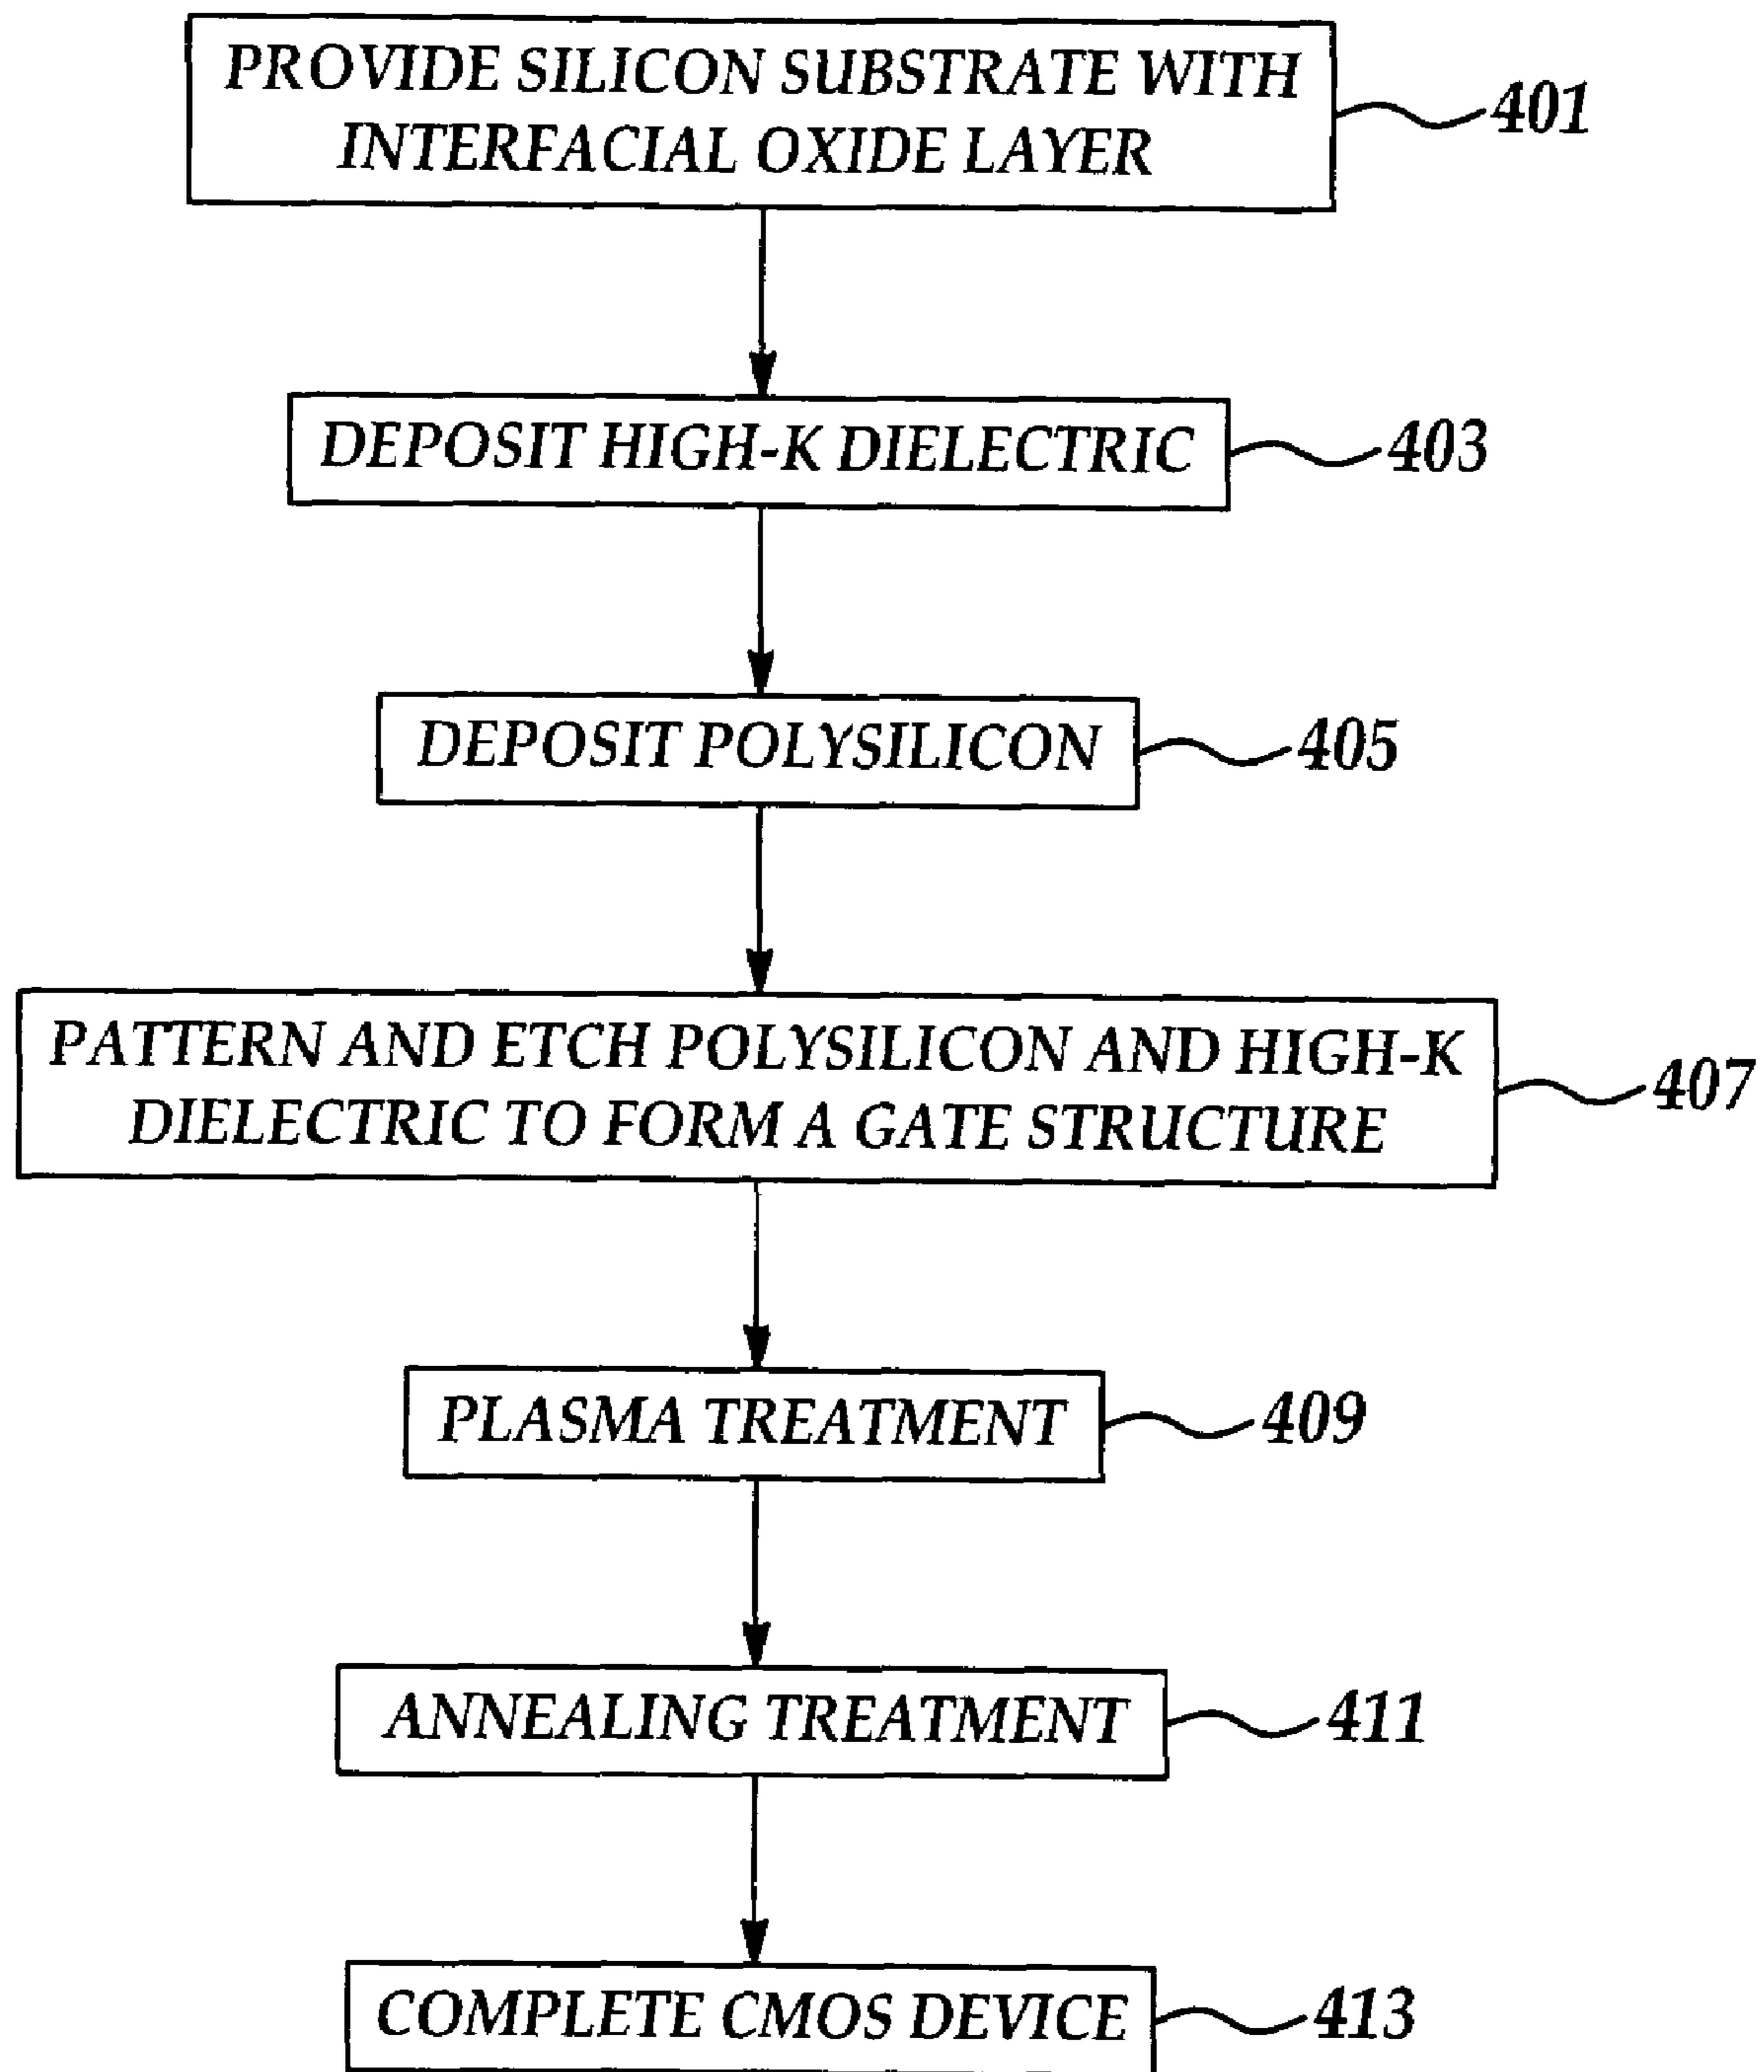 PROVIDE SILICON SUBSTRATE WITH
INTERFACIAL OXIDE LAYER
401
DEPOSIT HIGH-K DIELECTRIC
403
DEPOSIT POLYSILICON
405
PATTERN AND ETCH POLYSILICON AND HIGH-K
DIELECTRIC TO FORM A GATE STRUCTURE
407
PLASMA TREATMENT
409
ANNEALING TREATMENT
411
COMPLETE CMOS DEVICE
413